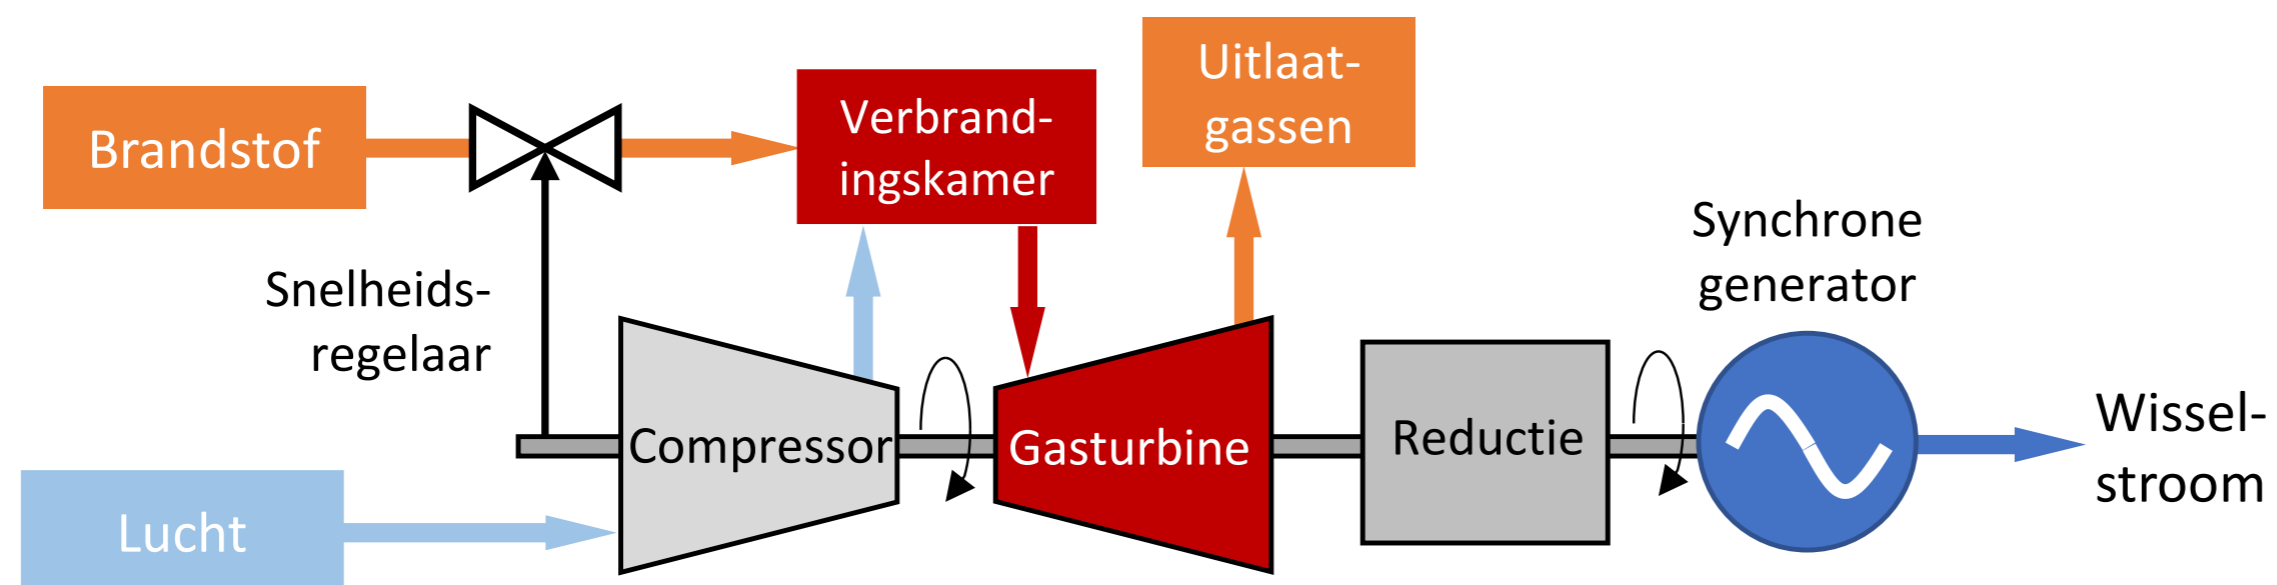 Brandstof
Verbrand-
ingskamer
Uitlaat-
gassen
Snelheids-
regelaar
Synchrone
generator
Compressor
Gasturbine
Reductie
Wissel-
stroom
Lucht